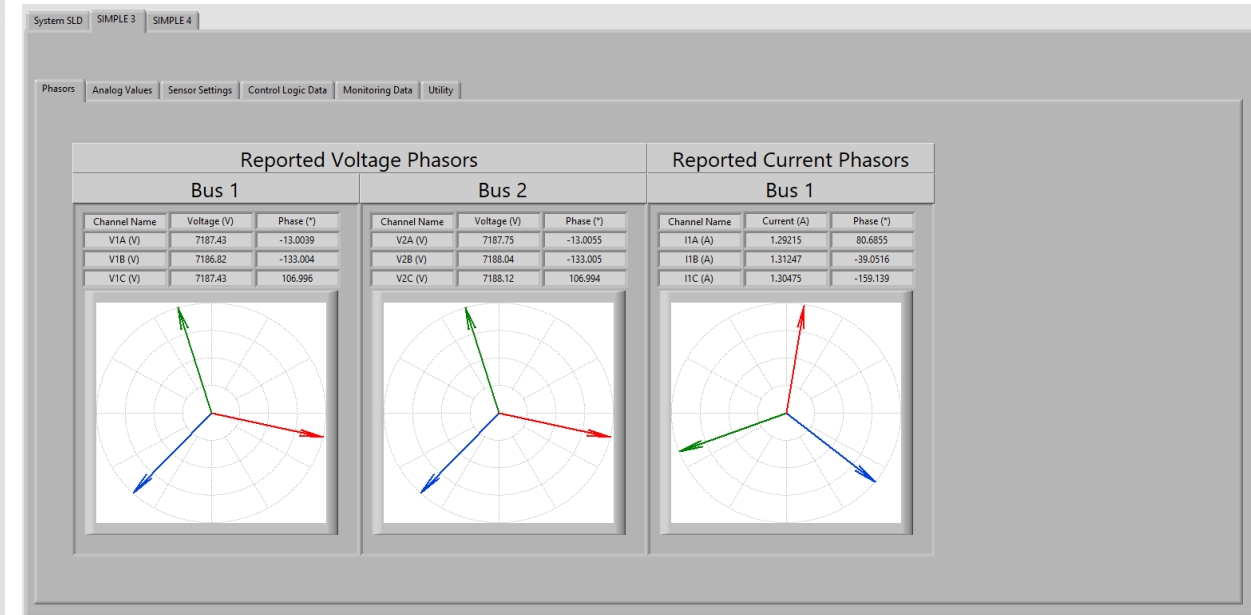 System SLD SIMPLE 3 SIMPLE 4
Phasors Analog Values Sensor Settings Control Logic Data Monitoring Data Utility
Reported Voltage Phasors Reported Current Phasors
Bus 1 Bus 2 Bus 1
Channel Name Voltage (V) Phase (°) Channel Name Voltage (V) Phase (°) Channel Name Current (A) Phase (°)
V1A (V) 7187.43 -13.0039 V2A (V) 7187.75 -13.0055 I1A (A) 1.29215 80.6855
V1B (V) 7186.82 -133.004 V2B (V) 7188.04 -133.005 I1B (A) 1.31247 -39.0516
V1C (V) 7187.43 106.996 V2C (V) 7188.12 106.994 I1C (A) 1.30475 -159.139